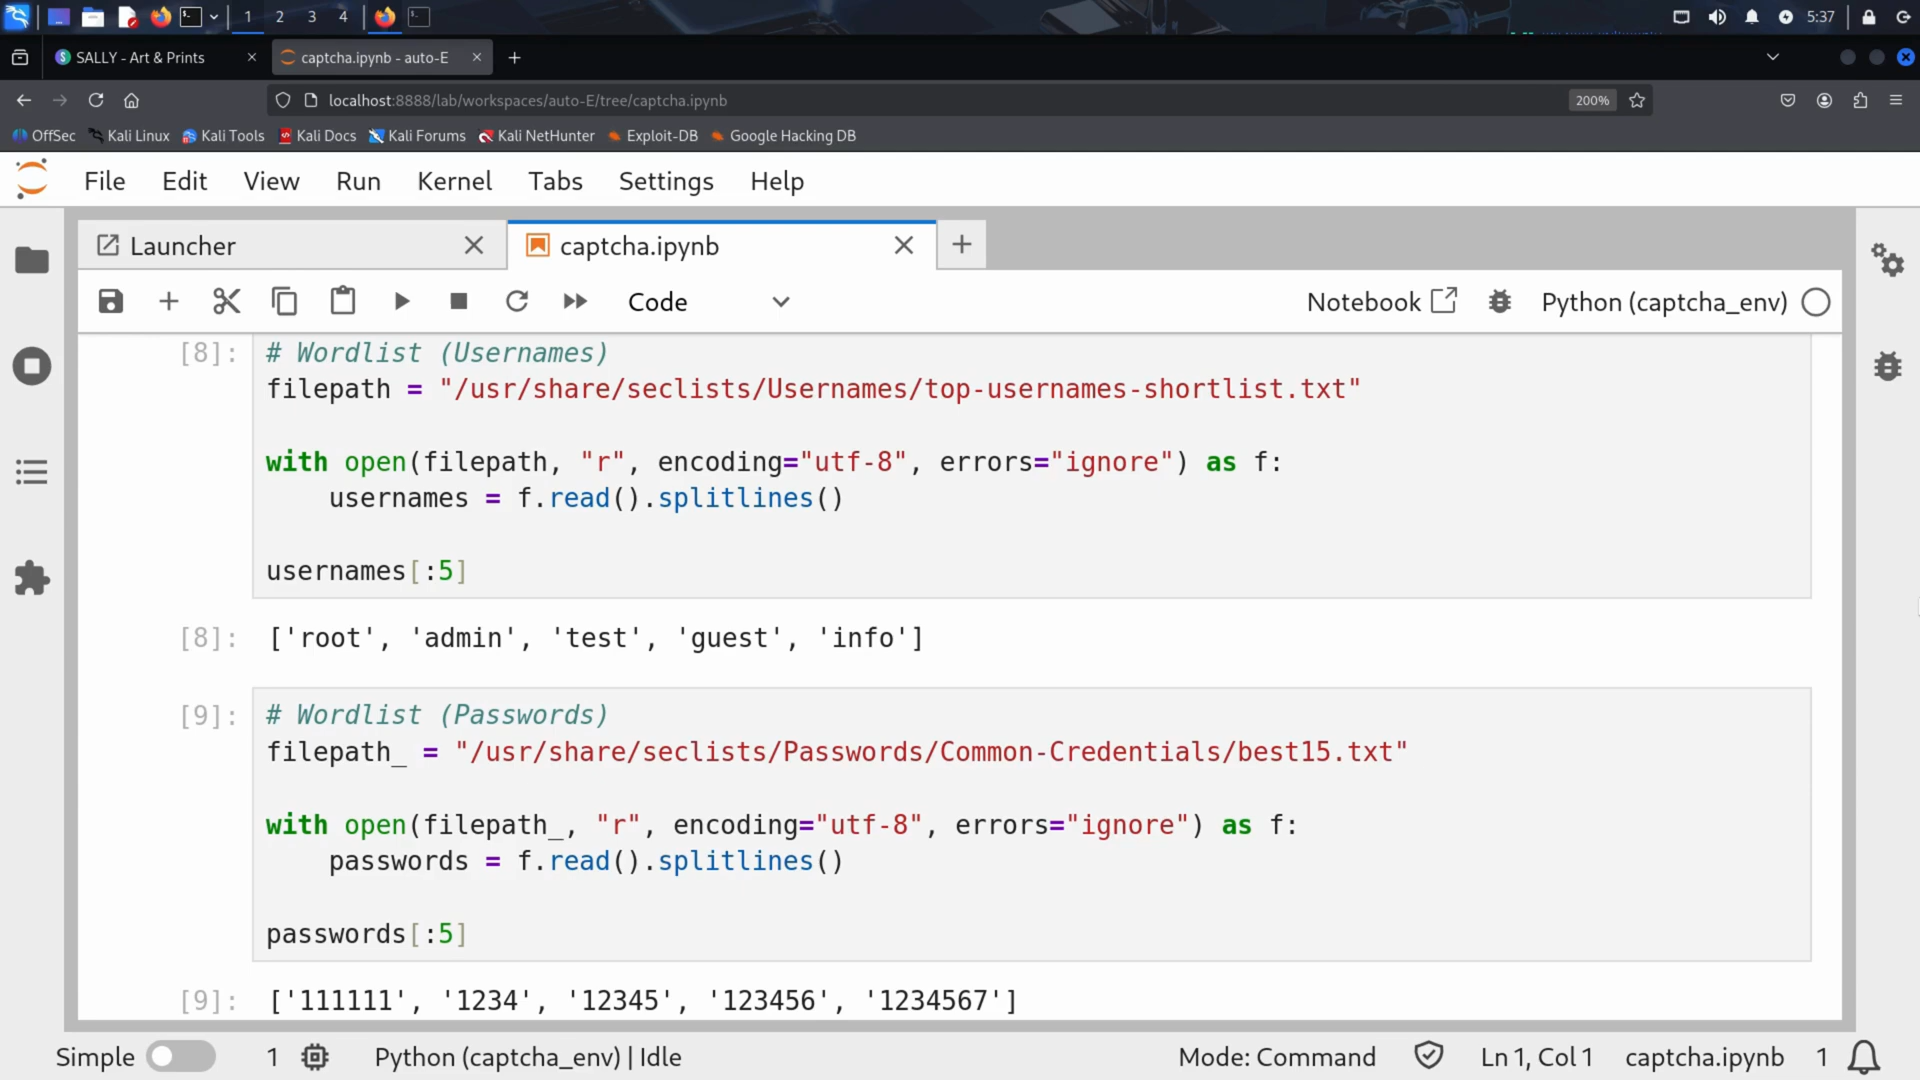 1 2 3 4 5:37
SALLY - Art & Prints
captcha.ipynb - auto-E
localhost:8888/lab/workspaces/auto-E/tree/captcha.ipynb 200%
OffSec Kali Linux Kali Tools Kali Docs Kali Forums Kali NetHunter Exploit-DB Google Hacking DB
File Edit View Run Kernel Tabs Settings Help
Launcher captcha.ipynb
Code Notebook Python (captcha_env)
[8]: # Wordlist (Usernames)
filepath = "/usr/share/seclists/Usernames/top-usernames-shortlist.txt"
with open(filepath, "r", encoding="utf-8", errors="ignore") as f:
    usernames = f.read().splitlines()
usernames[:5]
[8]: ['root', 'admin', 'test', 'guest', 'info']
[9]: # Wordlist (Passwords)
filepath_ = "/usr/share/seclists/Passwords/Common-Credentials/best15.txt"
with open(filepath_, "r", encoding="utf-8", errors="ignore") as f:
    passwords = f.read().splitlines()
passwords[:5]
[9]: ['111111', '1234', '12345', '123456', '1234567']
Simple 1 Python (captcha_env) | Idle Mode: Command Ln 1, Col 1 captcha.ipynb 1